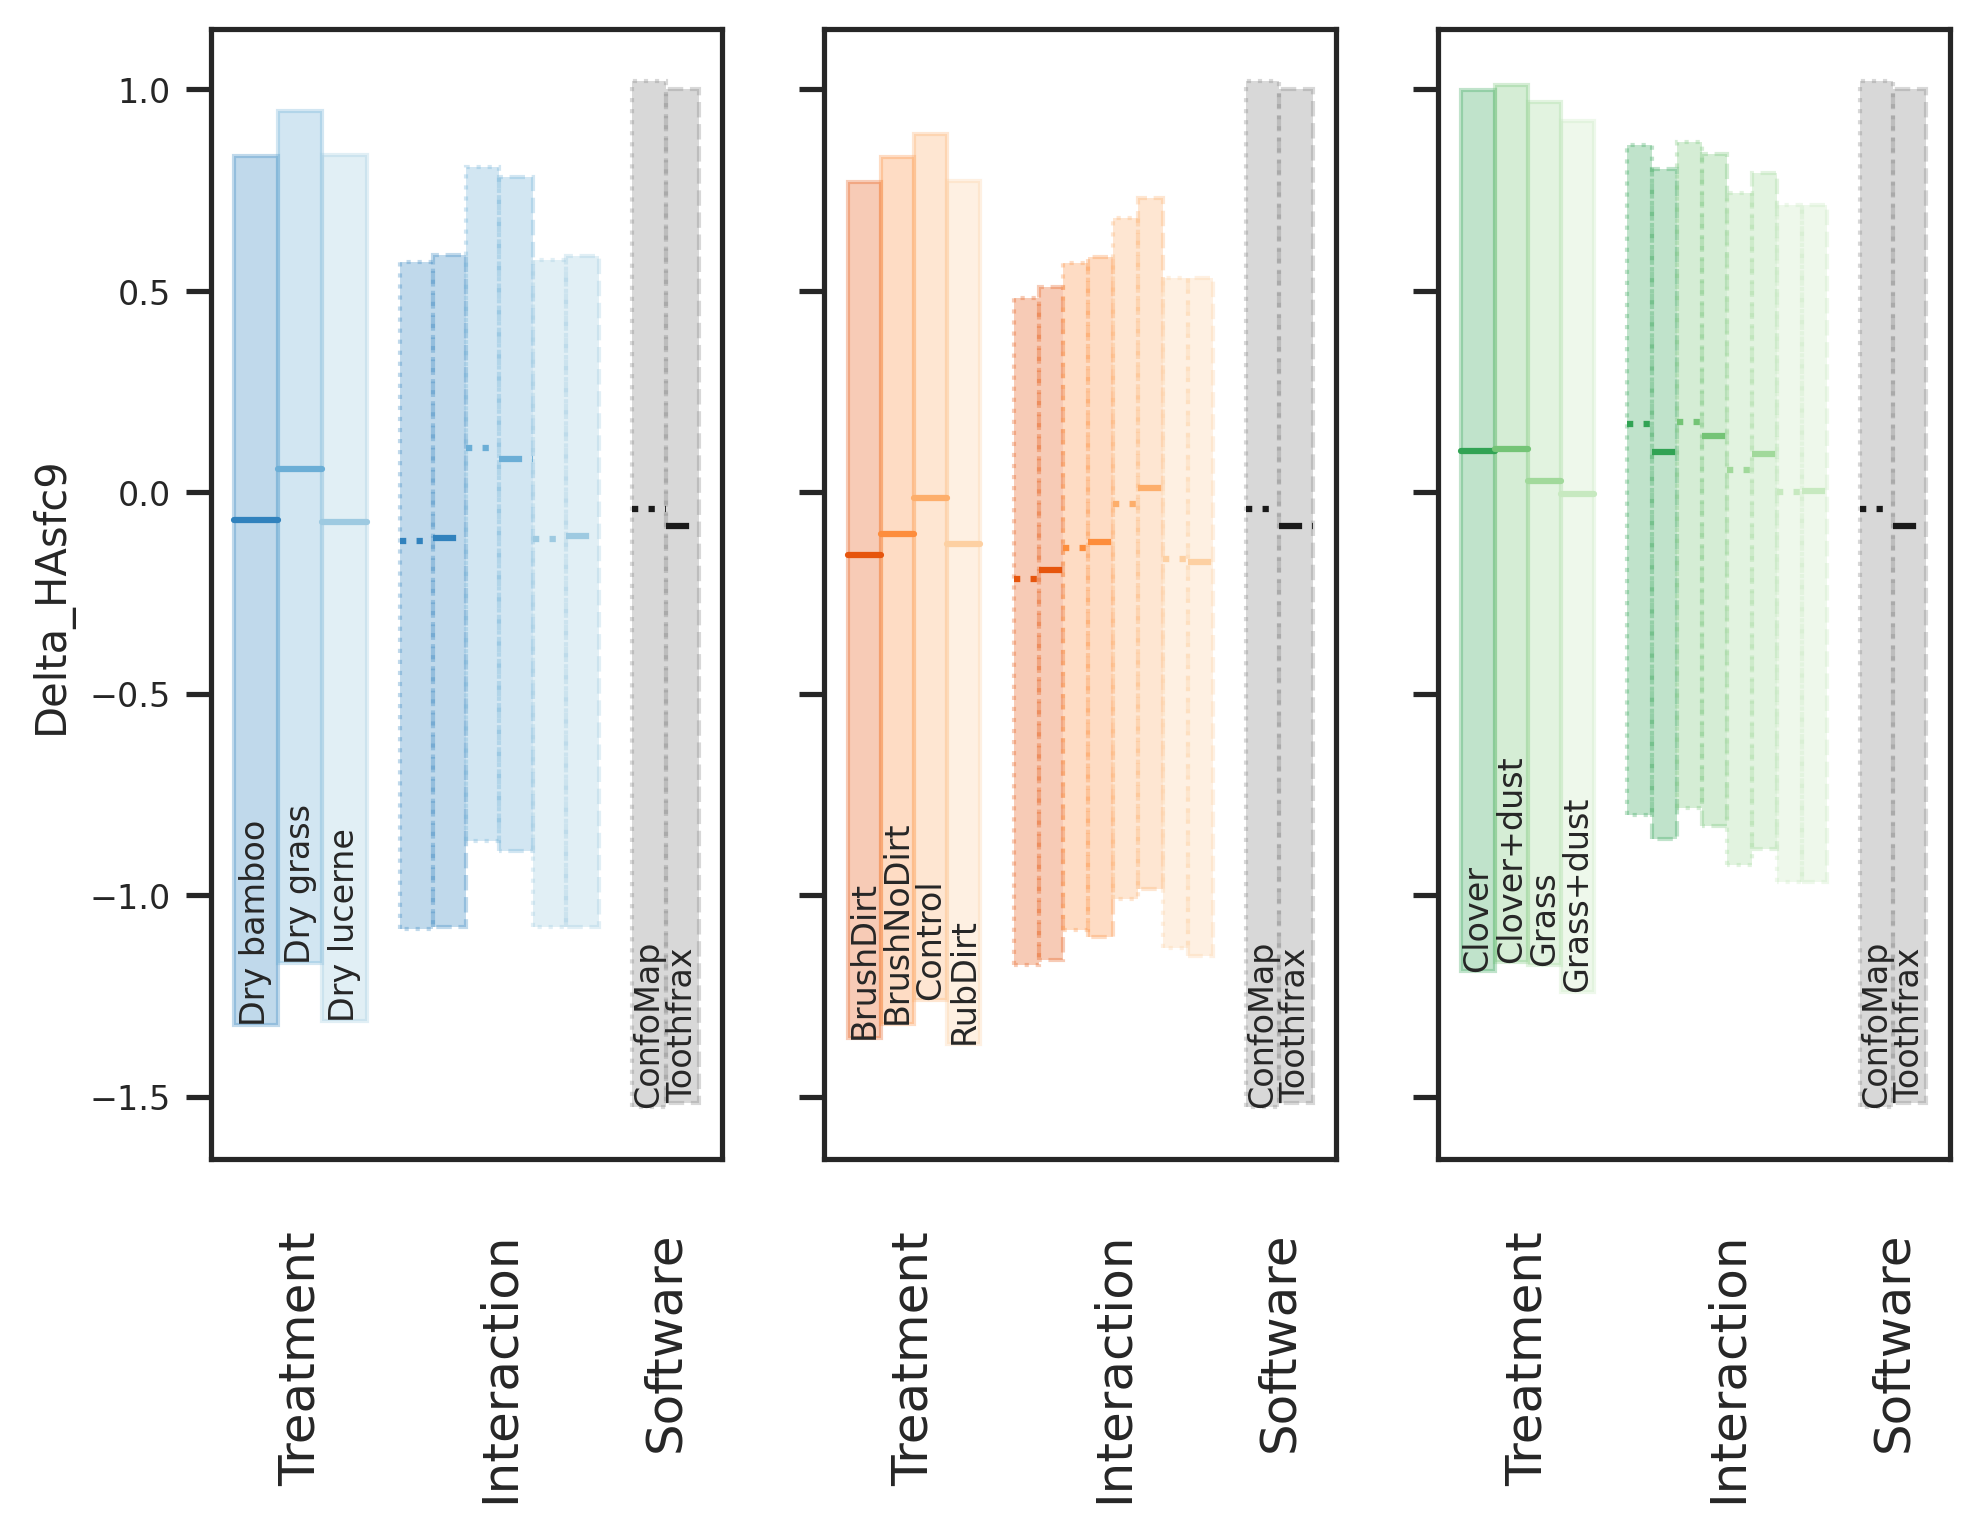 Delta_HAsfc9
1.0
0.5
0.0
−0.5
−1.0
−1.5
Dry bamboo
Dry grass
Dry lucerne
ConfoMap
Toothfrax
Treatment
Interaction
Software
BrushDirt
BrushNoDirt
Control
RubDirt
ConfoMap
Toothfrax
Treatment
Interaction
Software
Clover
Clover+dust
Grass
Grass+dust
ConfoMap
Toothfrax
Treatment
Interaction
Software